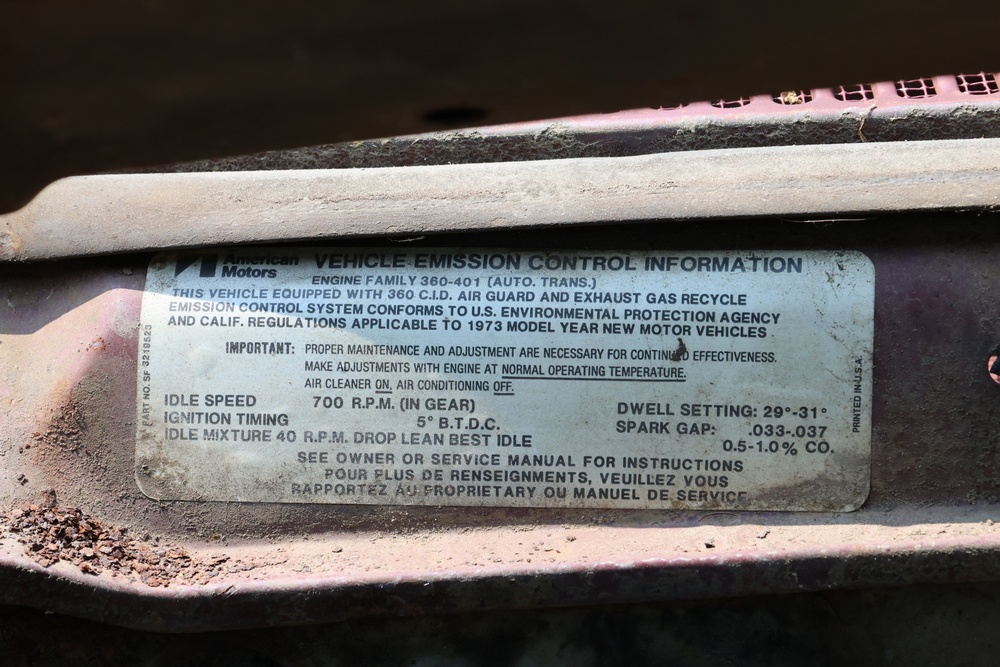 American
Motors
VEHICLE EMISSION CONTROL INFORMATION
ENGINE FAMILY 360-401 (AUTO. TRANS.)
THIS VEHICLE EQUIPPED WITH 360 C.I.D. AIR GUARD AND EXHAUST GAS RECYCLE
EMISSION CONTROL SYSTEM CONFORMS TO U.S. ENVIRONMENTAL PROTECTION AGENCY
AND CALIF. REGULATIONS APPLICABLE TO 1973 MODEL YEAR NEW MOTOR VEHICLES
IMPORTANT: PROPER MAINTENANCE AND ADJUSTMENT ARE NECESSARY FOR CONTINUED EFFECTIVENESS.
MAKE ADJUSTMENTS WITH ENGINE AT NORMAL OPERATING TEMPERATURE.
AIR CLEANER ON, AIR CONDITIONING OFF.
IDLE SPEED 700 R.P.M. (IN GEAR) DWELL SETTING: 29°-31°
IGNITION TIMING 5° B.T.D.C. SPARK GAP: .033-.037
IDLE MIXTURE 40 R.P.M. DROP LEAN BEST IDLE 0.5-1.0% CO.
SEE OWNER OR SERVICE MANUAL FOR INSTRUCTIONS
POUR PLUS DE RENSEIGNMENTS, VEUILLEZ VOUS
RAPPORTEZ AU PROPRIETARY OU MANUEL DE SERVICE
PART NO. SF 3219523
PRINTED IN U.S.A.